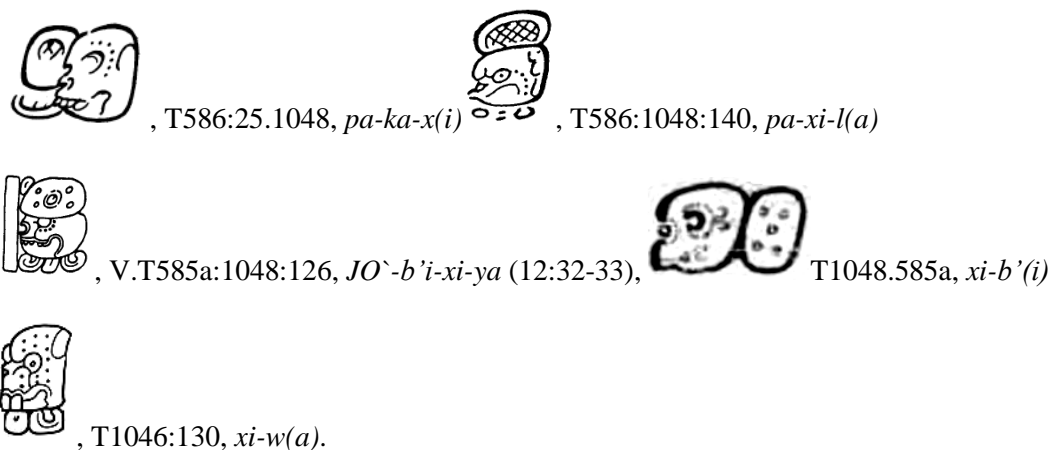 , T586:25.1048, pa-ka-x(i) , T586:1048:140, pa-xi-l(a)
, V.T585a:1048:126, JO`-b'i-xi-ya (12:32-33), T1048.585a, xi-b'(i)
, T1046:130, xi-w(a).